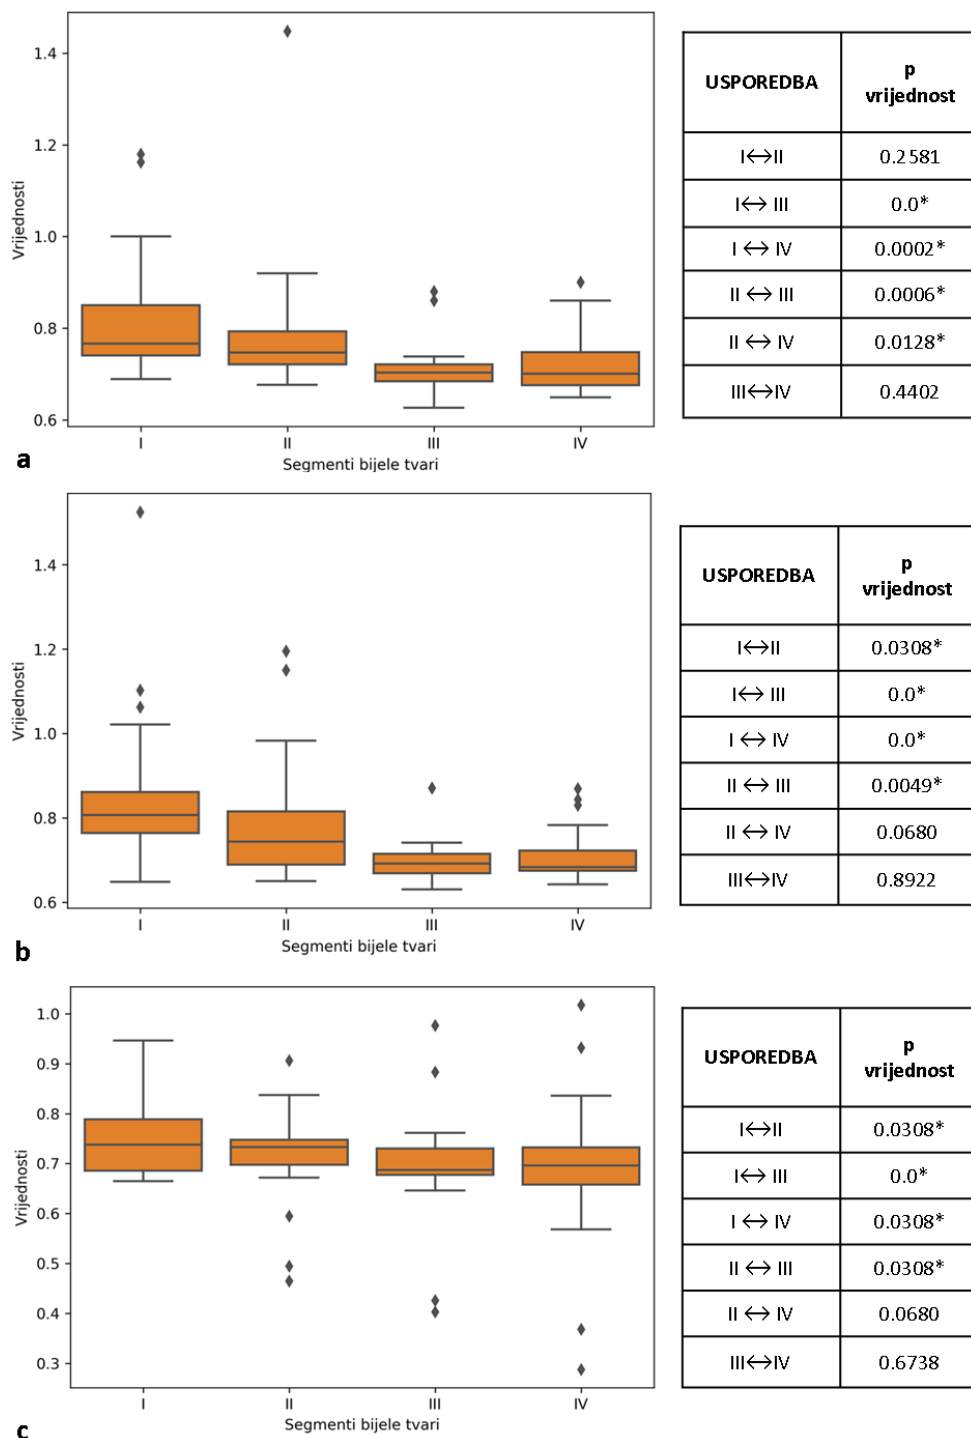 1.4
1.2
1.0
0.8
0.6
Vrijednosti
I II III IV
Segmenti bijele tvari
a
USPOREDBA p vrijednost
I↔II 0.2581
I↔ III 0.0*
I ↔ IV 0.0002*
II ↔ III 0.0006*
II ↔ IV 0.0128*
III↔IV 0.4402
1.4
1.2
1.0
0.8
0.6
Vrijednosti
I II III IV
Segmenti bijele tvari
b
USPOREDBA p vrijednost
I↔II 0.0308*
I↔ III 0.0*
I ↔ IV 0.0*
II ↔ III 0.0049*
II ↔ IV 0.0680
III↔IV 0.8922
1.0
0.9
0.8
0.7
0.6
0.5
0.4
0.3
Vrijednosti
I II III IV
Segmenti bijele tvari
c
USPOREDBA p vrijednost
I↔II 0.0308*
I↔ III 0.0*
I ↔ IV 0.0308*
II ↔ III 0.0308*
II ↔ IV 0.0680
III↔IV 0.6738